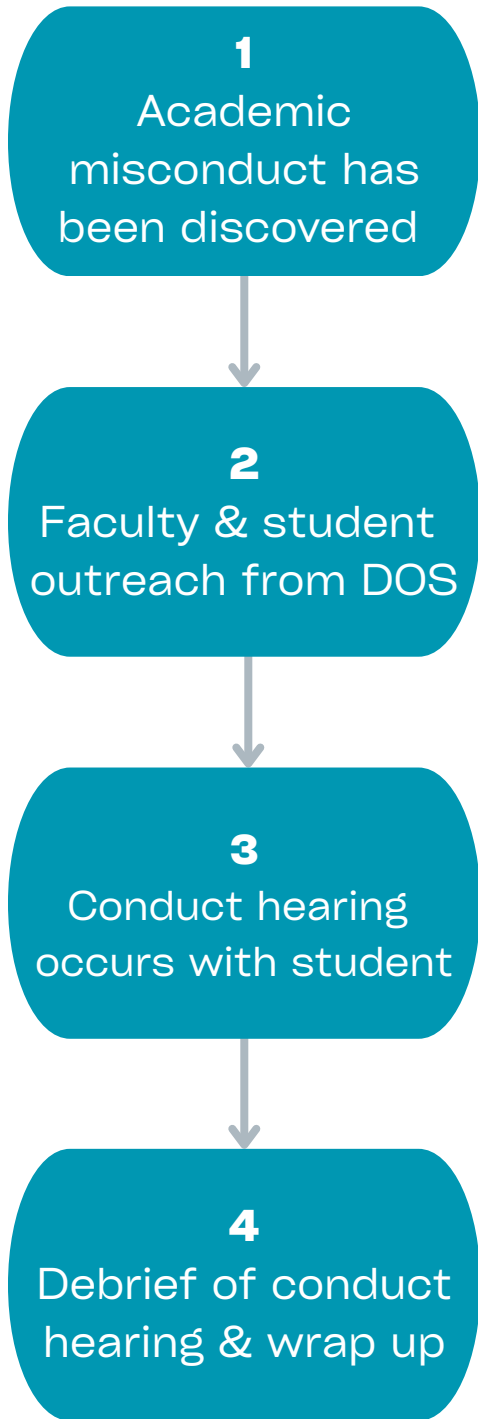 1
Academic
misconduct has
been discovered
2
Faculty & student
outreach from DOS
3
Conduct hearing
occurs with student
4
Debrief of conduct
hearing & wrap up